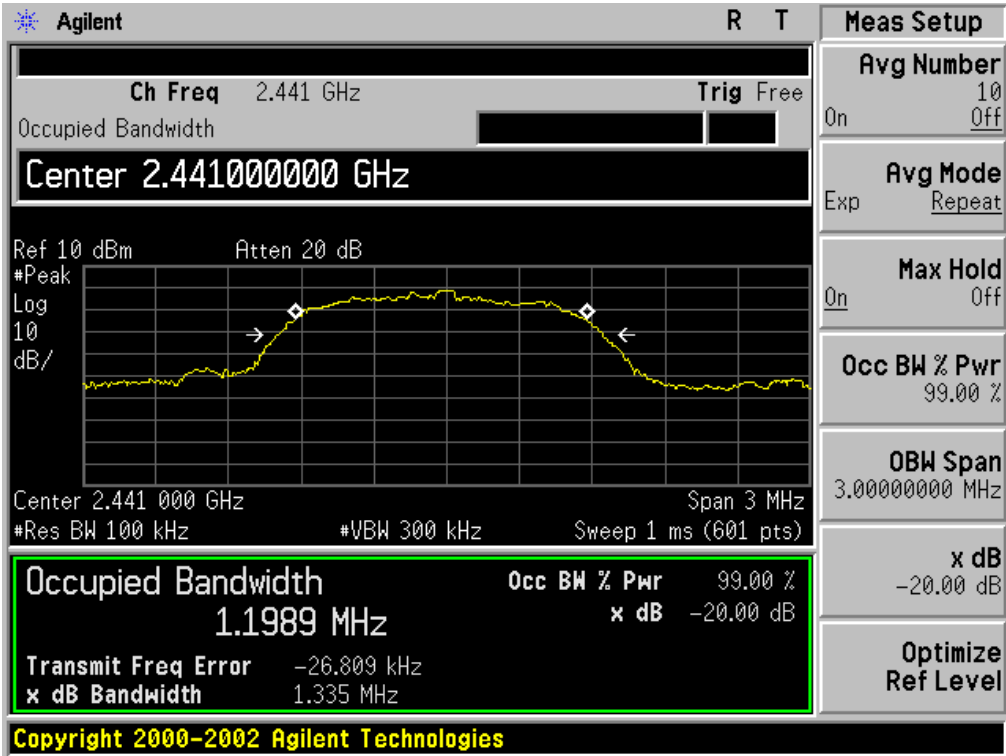 Agilent R T
Ch Freq 2.441 GHz Trig Free
Occupied Bandwidth
Center 2.441000000 GHz
Ref 10 dBm Atten 20 dB
#Peak
Log
10
dB/
Center 2.441 000 GHz Span 3 MHz
#Res BW 100 kHz #VBW 300 kHz Sweep 1 ms (601 pts)
Occupied Bandwidth Occ BW % Pwr 99.00 %
1.1989 MHz x dB -20.00 dB
Transmit Freq Error -26.809 kHz
x dB Bandwidth 1.335 MHz
Copyright 2000-2002 Agilent Technologies
Meas Setup
Avg Number
10
On Off
Avg Mode
Exp Repeat
Max Hold
On Off
Occ BW % Pwr
99.00 %
OBW Span
3.00000000 MHz
x dB
-20.00 dB
Optimize
Ref Level